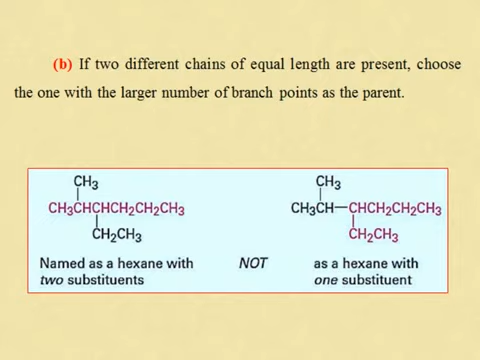 (b) If two different chains of equal length are present, choose
the one with the larger number of branch points as the parent.
CH3 CH3
CH3CHCHCH2CH2CH3 CH3CH—CHCH2CH2CH3
CH2CH3 CH2CH3
Named as a hexane with NOT as a hexane with
two substituents one substituent